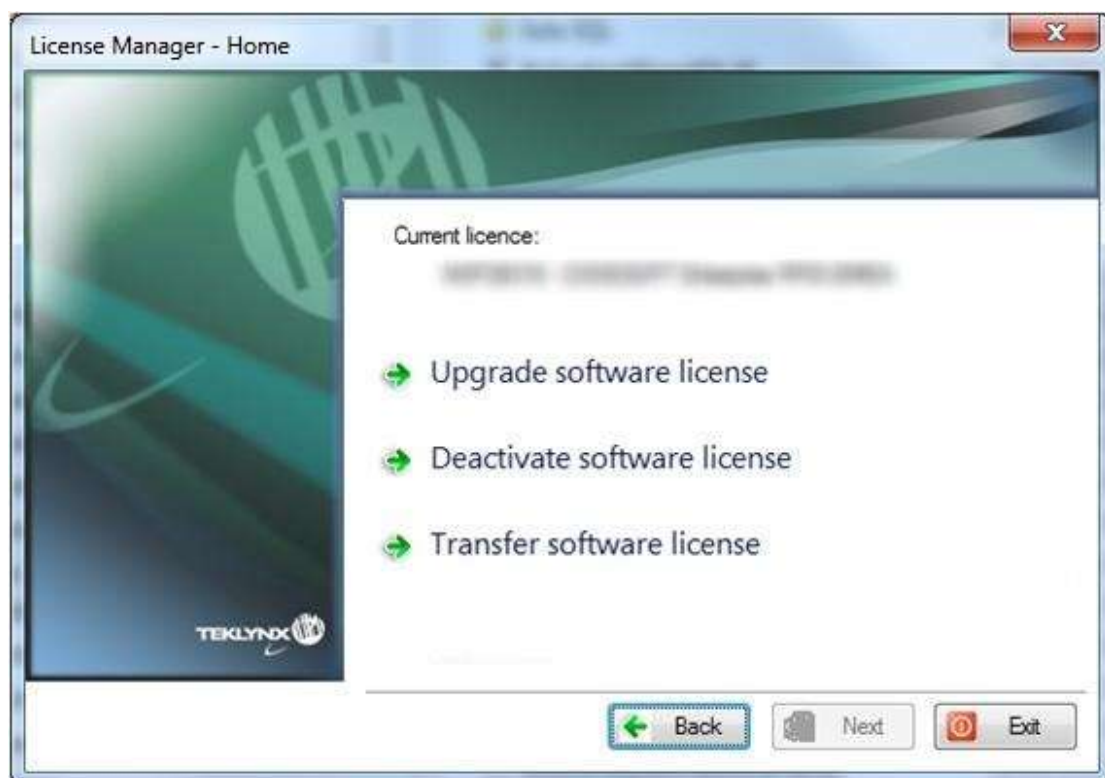 License Manager - Home
Current licence:
Upgrade software license
Deactivate software license
Transfer software license
TEKLYNX
Back
Next
Exit